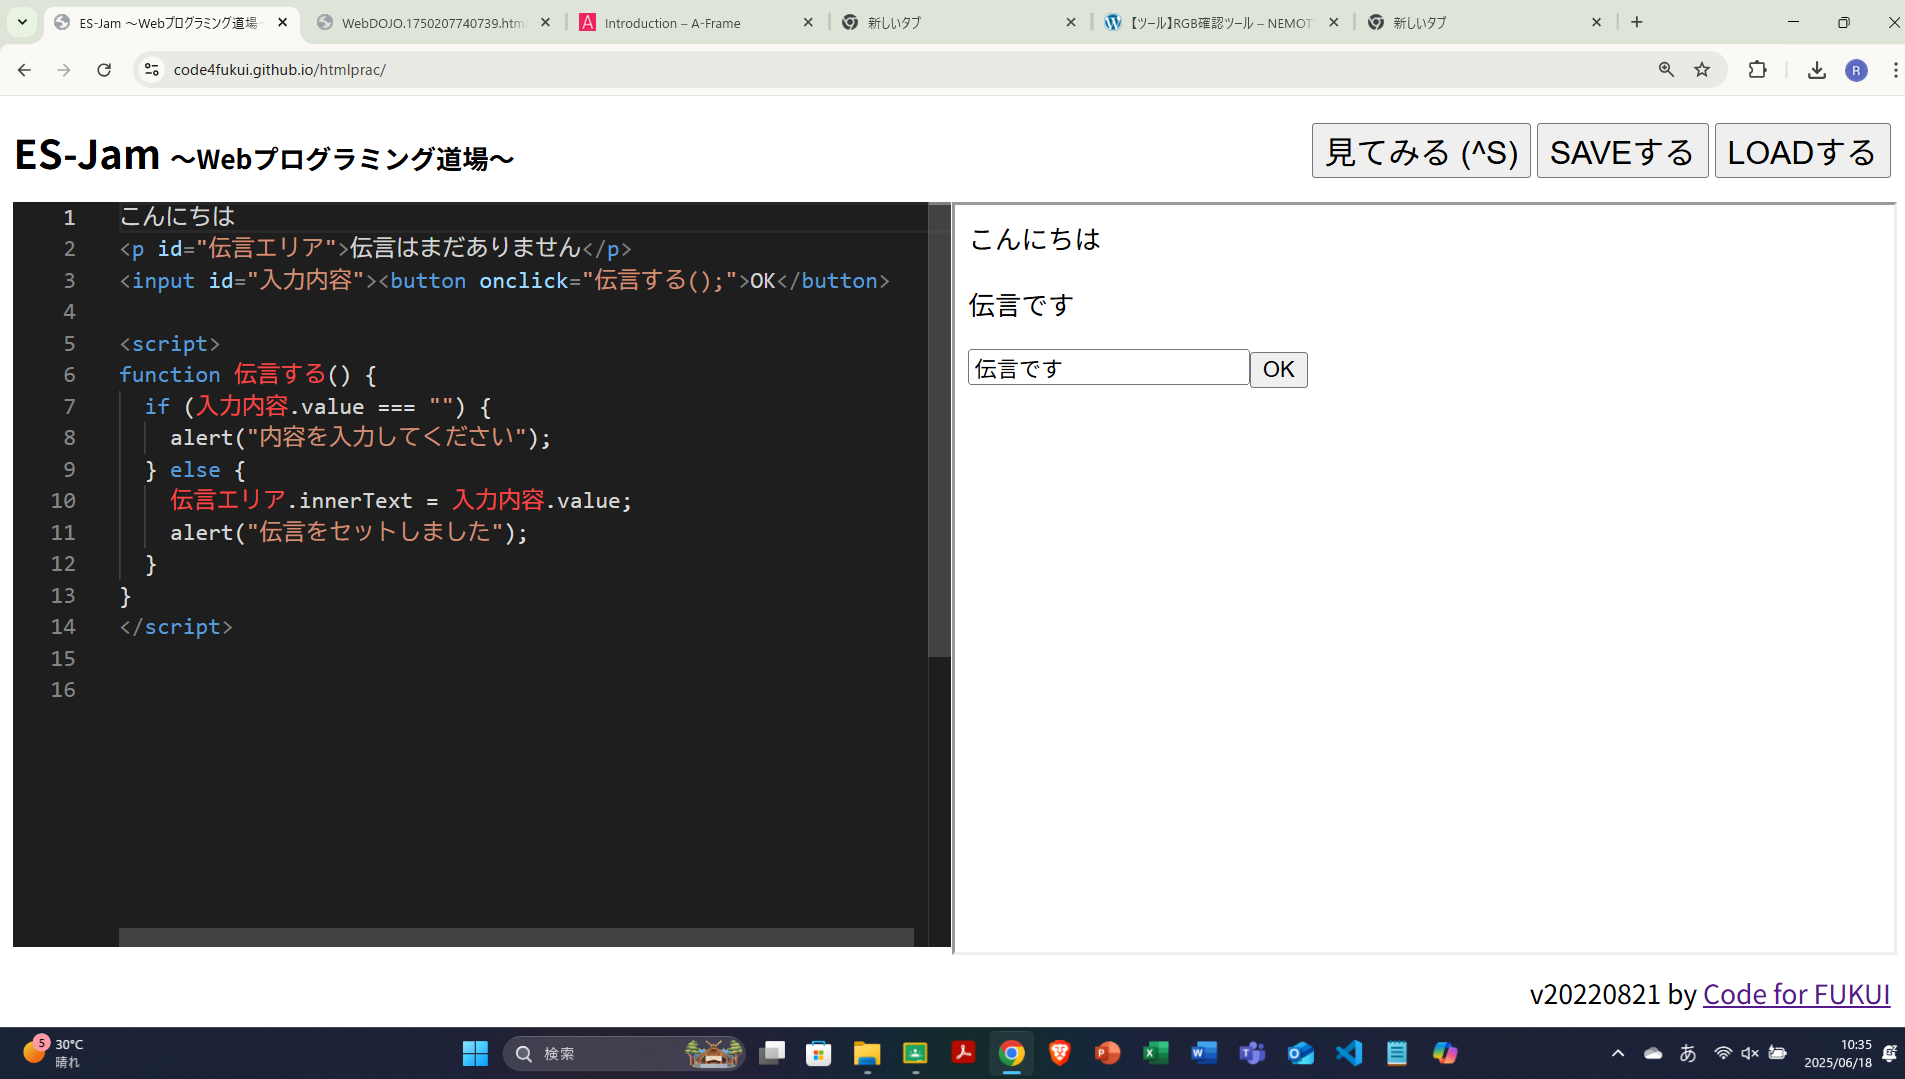 ES-Jam ～Webプログラミング道場～
WebDOJO.1750207740739.htm
Introduction – A-Frame
新しいタブ
【ツール】RGB確認ツール – NEMOT
新しいタブ
code4fukui.github.io/htmlprac/
R
ES-Jam ～Webプログラミング道場～
見てみる (^S)
SAVEする
LOADする
1 こんにちは
2 <p id="伝言エリア">伝言はまだありません</p>
3 <input id="入力内容"><button onclick="伝言する();">OK</button>
4
5 <script>
6 function 伝言する() {
7 if (入力内容.value === "") {
8 alert("内容を入力してください");
9 } else {
10 伝言エリア.innerText = 入力内容.value;
11 alert("伝言をセットしました");
12 }
13 }
14 </script>
15
16
こんにちは
伝言です
伝言です
OK
v20220821 by Code for FUKUI
5
30°C
晴れ
検索
あ
10:35
2025/06/18